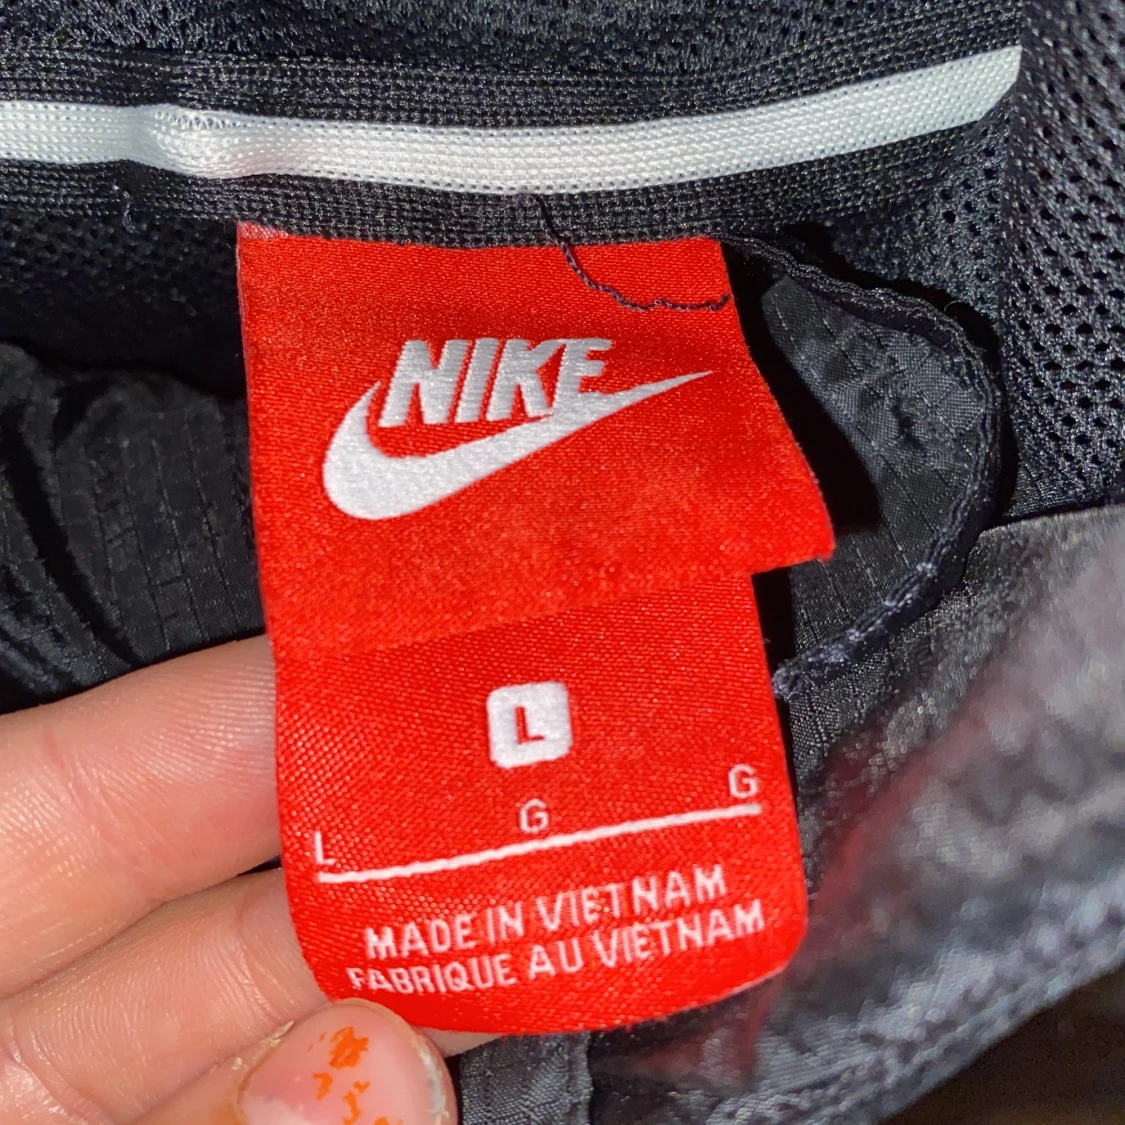 NIKE
L
L G G
MADE IN VIETNAM
FABRIQUE AU VIETNAM